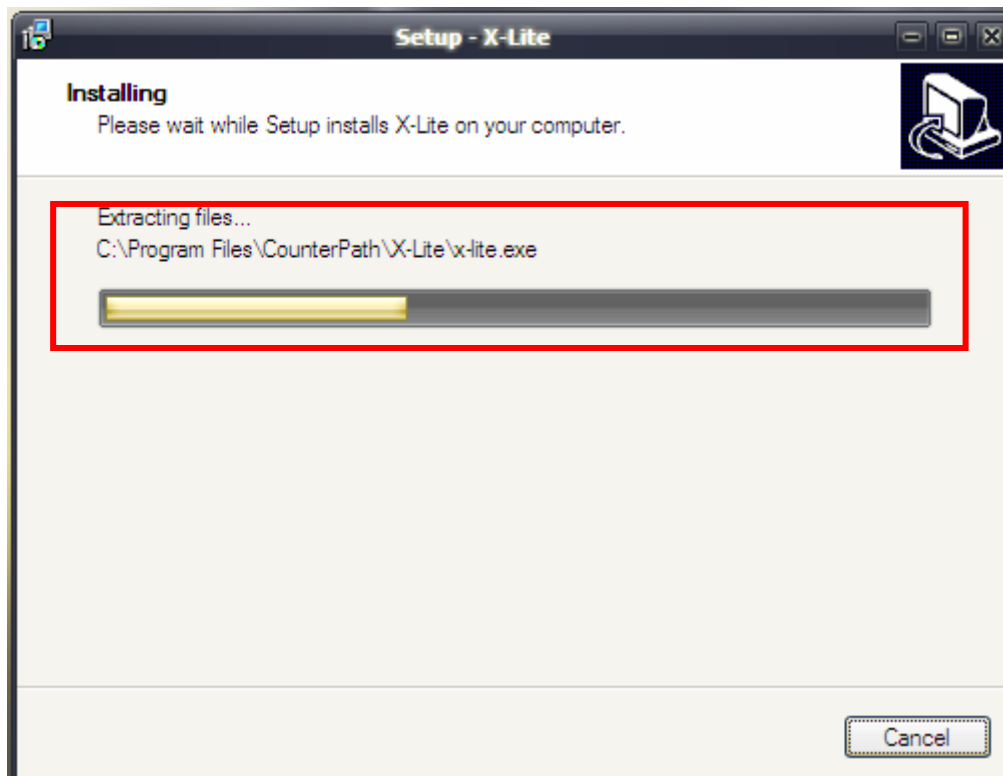 Setup - X-Lite
Installing
Please wait while Setup installs X-Lite on your computer.
Extracting files...
C:\Program Files\CounterPath\X-Lite\x-lite.exe
Cancel